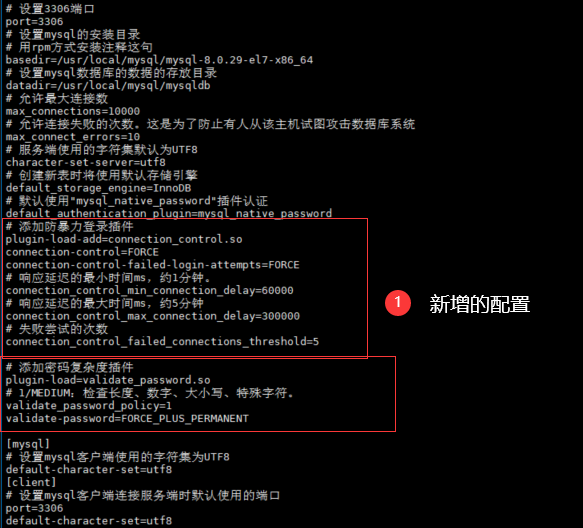 # 设置3306端口
port=3306
# 设置mysql的安装目录
# 用rpm方式安装注释这句
basedir=/usr/local/mysql/mysql-8.0.29-el7-x86_64
# 设置mysql数据库的数据的存放目录
datadir=/usr/local/mysql/mysqldb
# 允许最大连接数
max_connections=10000
# 允许连接失败的次数。这是为了防止有人从该主机试图攻击数据库系统
max_connect_errors=10
# 服务端使用的字符集默认为UTF8
character-set-server=utf8
# 创建新表时将使用默认存储引擎
default_storage_engine=InnoDB
# 默认使用"mysql_native_password"插件认证
default_authentication_plugin=mysql_native_password
# 添加防暴力登录插件
plugin-load-add=connection_control.so
connection-control=FORCE
connection-control-failed-login-attempts=FORCE
# 响应延迟的最小时间ms，约1分钟。
connection_control_min_connection_delay=60000
# 响应延迟的最大时间ms，约5分钟
connection_control_max_connection_delay=300000
# 失败尝试的次数
connection_control_failed_connections_threshold=5
1 新增的配置
# 添加密码复杂度插件
plugin-load=validate_password.so
# 1/MEDIUM：检查长度、数字、大小写、特殊字符。
validate_password_policy=1
validate-password=FORCE_PLUS_PERMANENT
[mysql]
# 设置mysql客户端使用的字符集为UTF8
default-character-set=utf8
[client]
# 设置mysql客户端连接服务端时默认使用的端口
port=3306
default-character-set=utf8